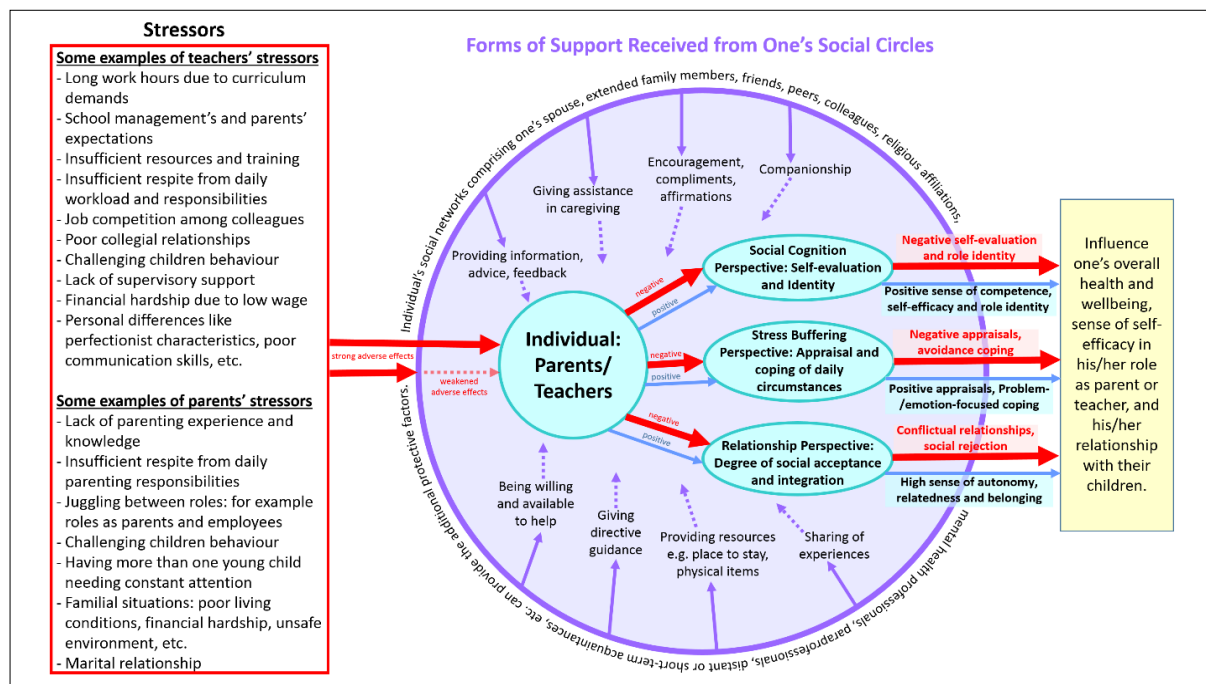 Stressors
Some examples of teachers' stressors
- Long work hours due to curriculum
demands
- School management's and parents'
expectations
- Insufficient resources and training
- Insufficient respite from daily
workload and responsibilities
- Job competition among colleagues
- Poor collegial relationships
- Challenging children behaviour
- Lack of supervisory support
- Financial hardship due to low wage
- Personal differences like
perfectionist characteristics, poor
communication skills, etc.
Some examples of parents' stressors
- Lack of parenting experience and
knowledge
- Insufficient respite from daily
parenting responsibilities
- Juggling between roles: for example
roles as parents and employees
- Challenging children behaviour
- Having more than one young child
needing constant attention
- Familial situations: poor living
conditions, financial hardship, unsafe
environment, etc.
- Marital relationship
strong adverse effects
weakened
adverse effects
Forms of Support Received from One's Social Circles
Individual's social networks comprising one's spouse, extended family members, friends, peers, colleagues, religious affiliations,
mental health professionals, paraprofessionals, distant or short-term acquaintances, etc. can provide the additional protective factors.
Providing information,
advice, feedback
Giving assistance
in caregiving
Encouragement,
compliments,
affirmations
Companionship
Individual:
Parents/
Teachers
negative
positive
negative
positive
negative
positive
Social Cognition
Perspective: Self-evaluation
and Identity
Stress Buffering
Perspective: Appraisal and
coping of daily
circumstances
Relationship Perspective:
Degree of social acceptance
and integration
Being willing
and available
to help
Giving
directive
guidance
Providing resources
e.g. place to stay,
physical items
Sharing of
experiences
Negative self-evaluation
and role identity
Positive sense of competence,
self-efficacy and role identity
Negative appraisals,
avoidance coping
Positive appraisals, Problem-
/emotion-focused coping
Conflictual relationships,
social rejection
High sense of autonomy,
relatedness and belonging
Influence
one's overall
health and
wellbeing,
sense of self-
efficacy in
his/her role
as parent or
teacher, and
his/her
relationship
with their
children.